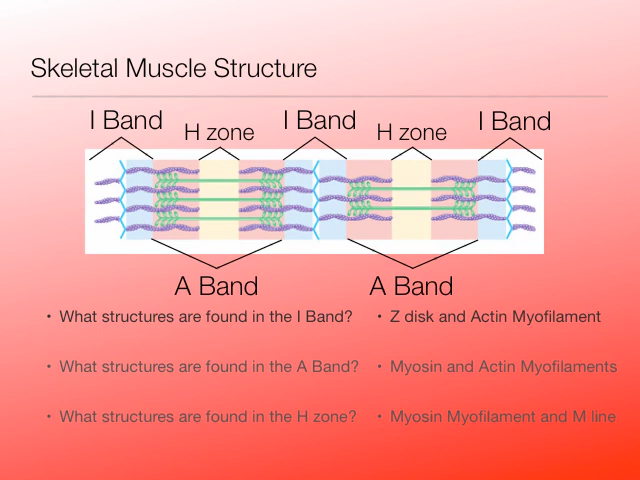 Skeletal Muscle Structure
I Band H zone I Band H zone I Band
A Band A Band
• What structures are found in the I Band? • Z disk and Actin Myofilament
• What structures are found in the A Band? • Myosin and Actin Myofilaments
• What structures are found in the H zone? • Myosin Myofilament and M line